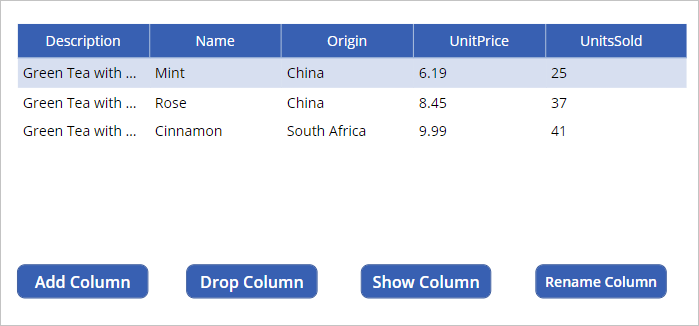 Description Name Origin UnitPrice UnitsSold
Green Tea with ... Mint China 6.19 25
Green Tea with ... Rose China 8.45 37
Green Tea with ... Cinnamon South Africa 9.99 41
Add Column Drop Column Show Column Rename Column